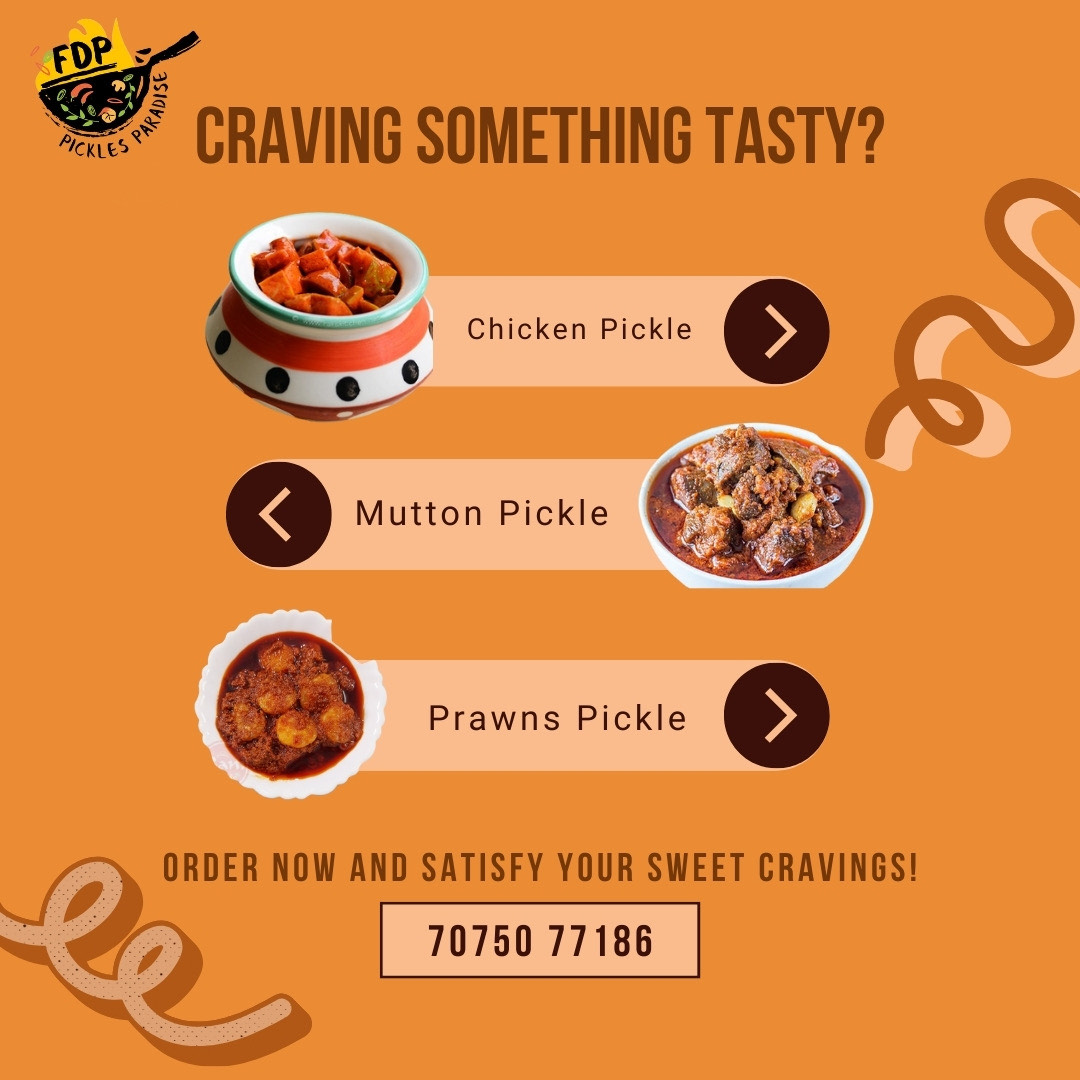 FDP
PICKLES PARADISE
CRAVING SOMETHING TASTY?
Chicken Pickle
Mutton Pickle
Prawns Pickle
ORDER NOW AND SATISFY YOUR SWEET CRAVINGS!
70750 77186